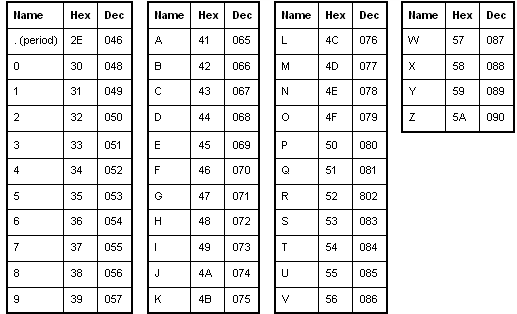 Name Hex Dec
. (period) 2E 046
0 30 048
1 31 049
2 32 050
3 33 051
4 34 052
5 35 053
6 36 054
7 37 055
8 38 056
9 39 057
Name Hex Dec
A 41 065
B 42 066
C 43 067
D 44 068
E 45 069
F 46 070
G 47 071
H 48 072
I 49 073
J 4A 074
K 4B 075
Name Hex Dec
L 4C 076
M 4D 077
N 4E 078
O 4F 079
P 50 080
Q 51 081
R 52 802
S 53 083
T 54 084
U 55 085
V 56 086
Name Hex Dec
W 57 087
X 58 088
Y 59 089
Z 5A 090